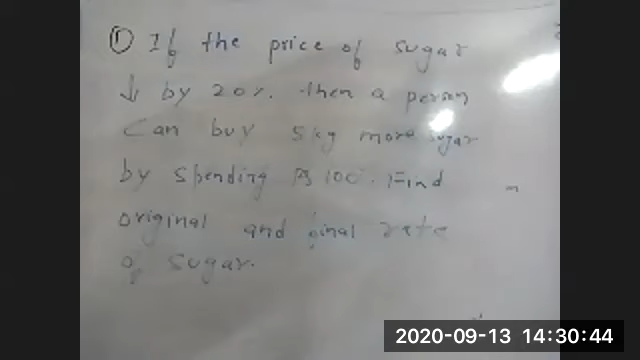 ① If the price of sugar
↓ by 20%. then a person
can buy 5kg more sugar
by spending Rs 100. Find
original and final rate
of sugar.
2020-09-13 14:30:44